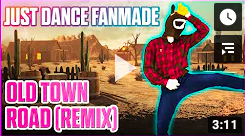 JUST DANCE FANMADE
OLD TOWN
ROAD (REMIX)
3:11